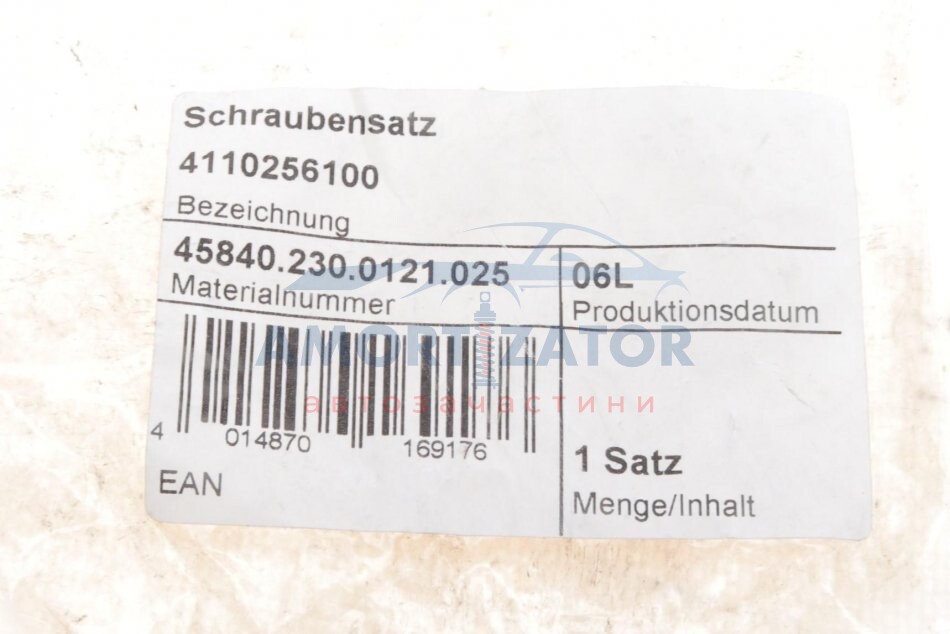 Schraubensatz
4110256100
Bezeichnung
45840.230.0121.025
Materialnummer
06L
Produktionsdatum
AMORTIZATOR
автозачастини
4 014870 169176
EAN
1 Satz
Menge/Inhalt